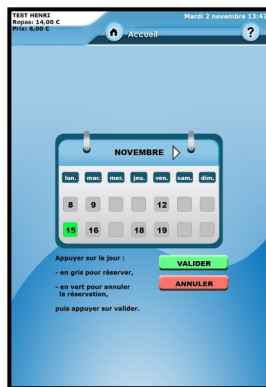 TEST HENRI
Repas: 14,00 €
Prix: 6,00 €
Mardi 2 novembre 13:47
Accueil
?
NOVEMBRE
lun. mar. mer. jeu. ven. sam. dim.
8 9 12
15 16 18 19
Appuyer sur le jour :
- en gris pour réserver,
- en vert pour annuler
la réservation,
puis appuyer sur valider.
VALIDER
ANNULER